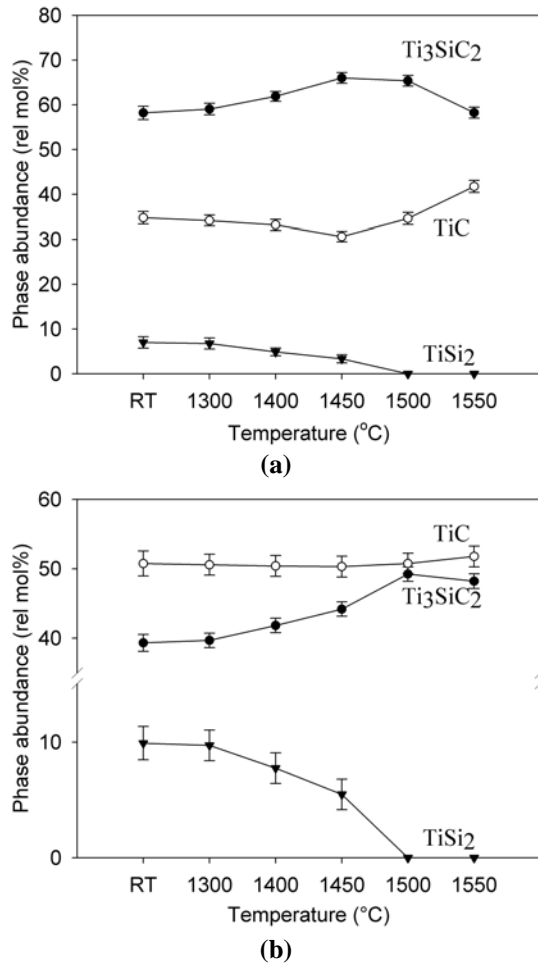 80
70
60
50
40
30
20
10
0
Phase abundance (rel mol%)
Ti₃SiC₂
TiC
TiSi₂
RT 1300 1400 1450 1500 1550
Temperature (°C)
(a)
60
50
40
10
0
Phase abundance (rel mol%)
TiC
Ti₃SiC₂
TiSi₂
RT 1300 1400 1450 1500 1550
Temperature (°C)
(b)